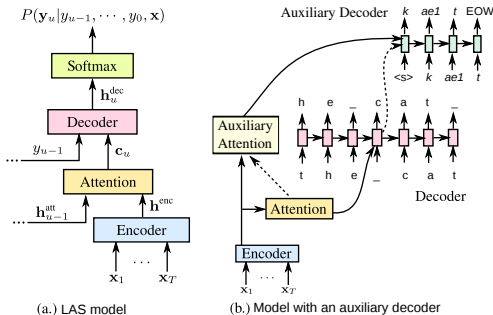 P(y_u|y_{u-1}, ⋯, y_0, x)
Softmax
h_u^{dec}
Decoder
y_{u-1}
c_u
Attention
h_{u-1}^{att}
h^{enc}
Encoder
x_1 ⋯ x_T
(a.) LAS model
Auxiliary Decoder
k ae1 t EOW
<s> k ae1 t
Auxiliary
Attention
h e _ c a t _
t h e _ c a t
Decoder
Attention
Encoder
x_1 ⋯ x_T
(b.) Model with an auxiliary decoder